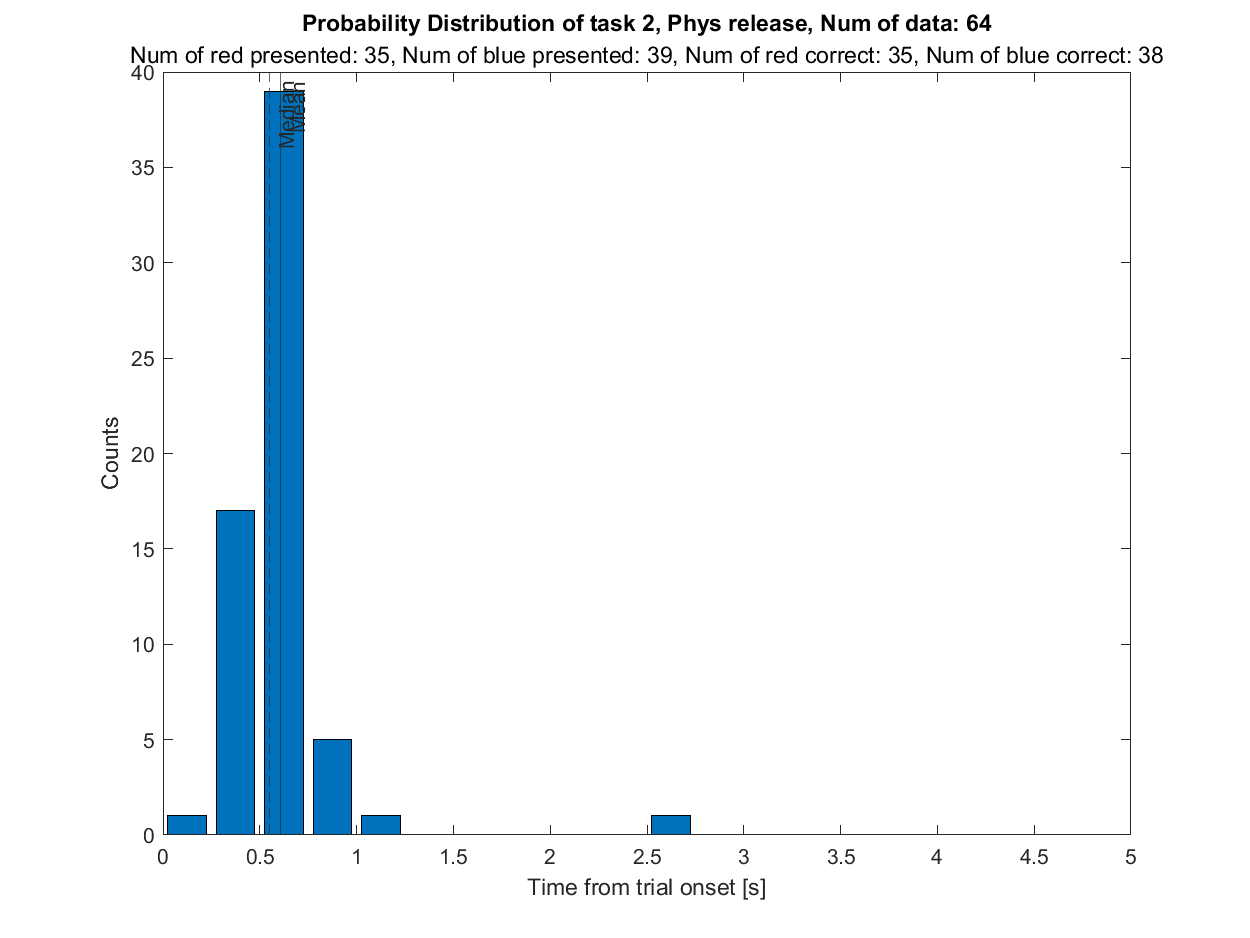 Probability Distribution of task 2, Phys release, Num of data: 64
Num of red presented: 35, Num of blue presented: 39, Num of red correct: 35, Num of blue correct: 38
40
35
30
25
20
15
10
5
0
Counts
Median
Mean
0 0.5 1 1.5 2 2.5 3 3.5 4 4.5 5
Time from trial onset [s]